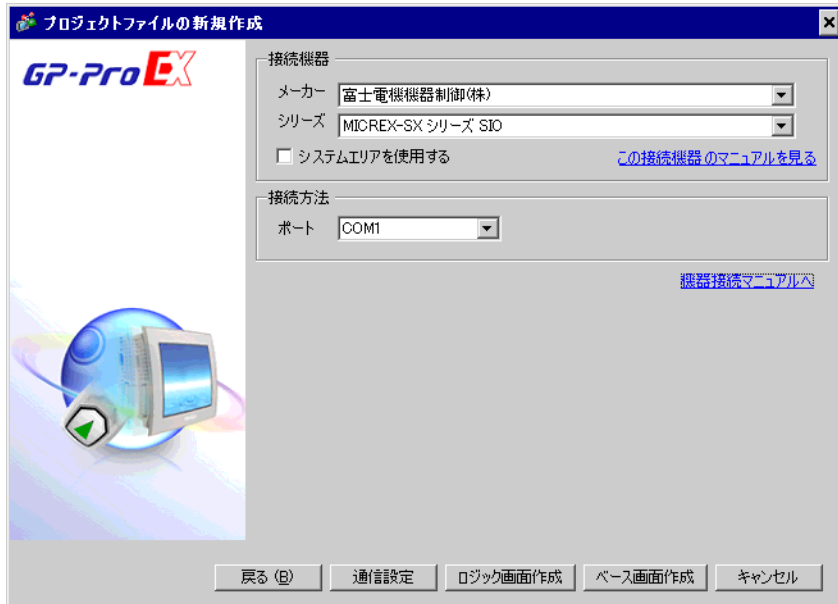 プロジェクトファイルの新規作成
GP-Pro EX
接続機器
メーカー 富士電機機器制御(株)
シリーズ MICREX-SX シリーズ SIO
システムエリアを使用する この接続機器のマニュアルを見る
接続方法
ポート COM1
機器接続マニュアルへ
戻る (B) 通信設定 ロジック画面作成 ベース画面作成 キャンセル